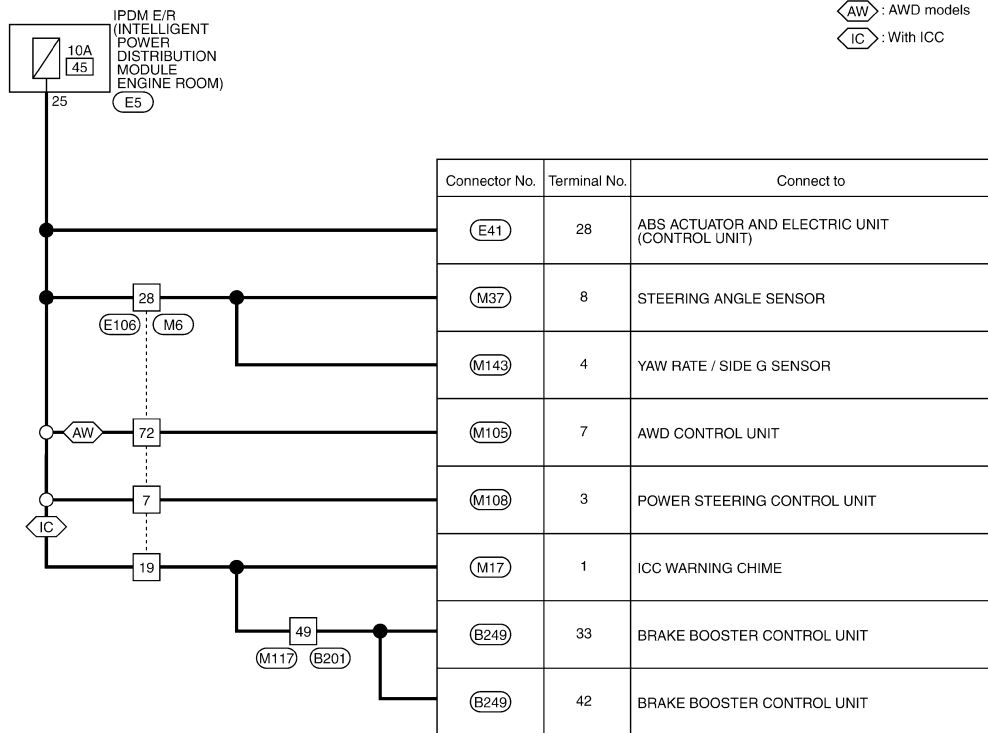 IPDM E/R
(INTELLIGENT
POWER
DISTRIBUTION
MODULE
ENGINE ROOM)
10A
45
25
E5
AW : AWD models
IC : With ICC
Connector No. Terminal No. Connect to
E41 28 ABS ACTUATOR AND ELECTRIC UNIT
(CONTROL UNIT)
28 M37 8 STEERING ANGLE SENSOR
E106 M6
M143 4 YAW RATE / SIDE G SENSOR
AW 72 M105 7 AWD CONTROL UNIT
7 M108 3 POWER STEERING CONTROL UNIT
IC
19 M17 1 ICC WARNING CHIME
49 B249 33 BRAKE BOOSTER CONTROL UNIT
M117 B201
B249 42 BRAKE BOOSTER CONTROL UNIT